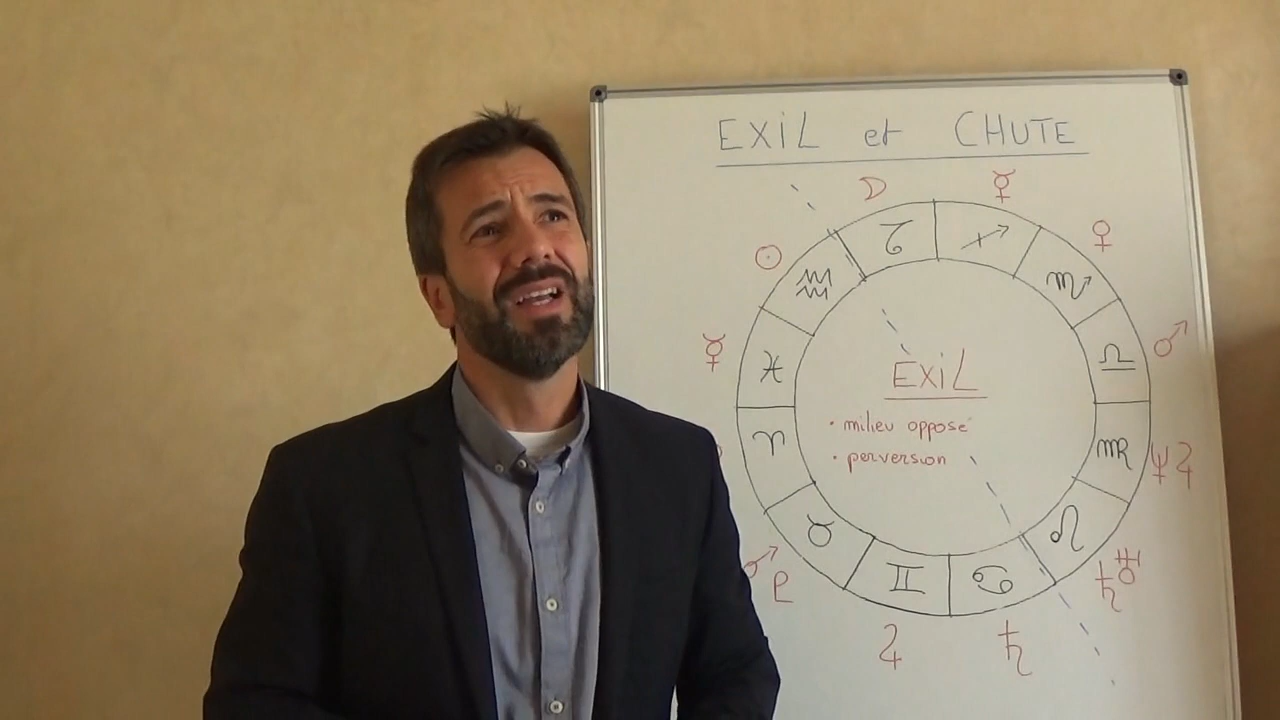 EXIL et CHUTE
EXIL
• milieu opposé
• perversion